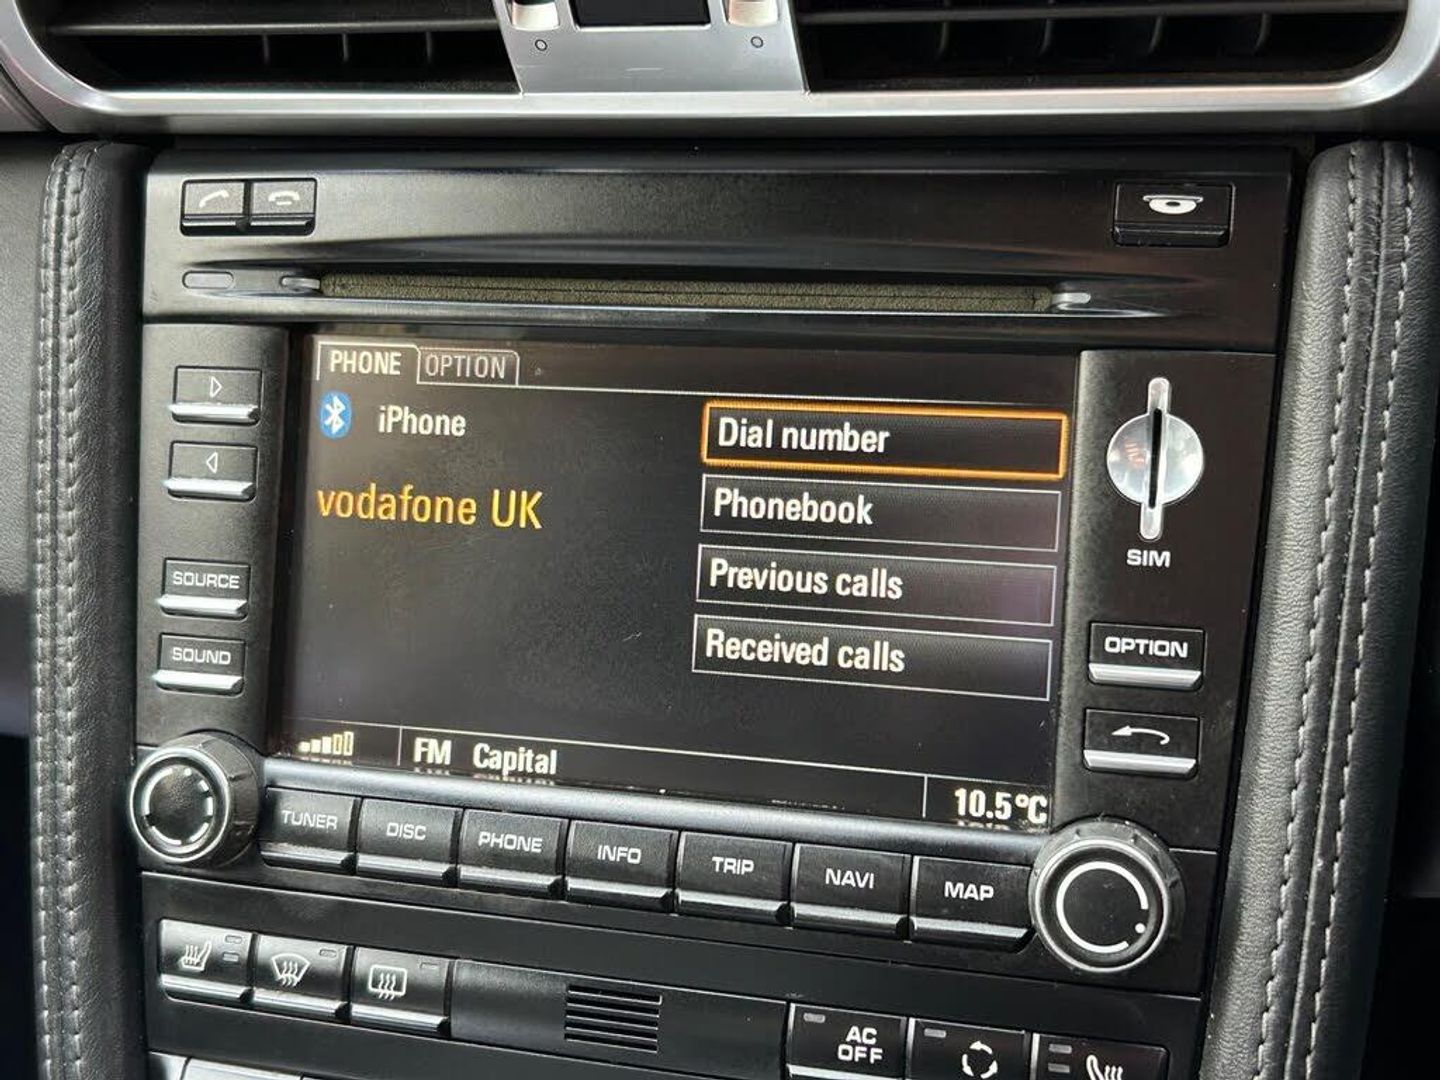 PHONE OPTION
iPhone
vodafone UK
Dial number
Phonebook
Previous calls
Received calls
SIM
SIM
SOURCE
SOUND
OPTION
FM Capital
10.5°C
TUNER DISC PHONE INFO TRIP NAVI MAP
AC
OFF